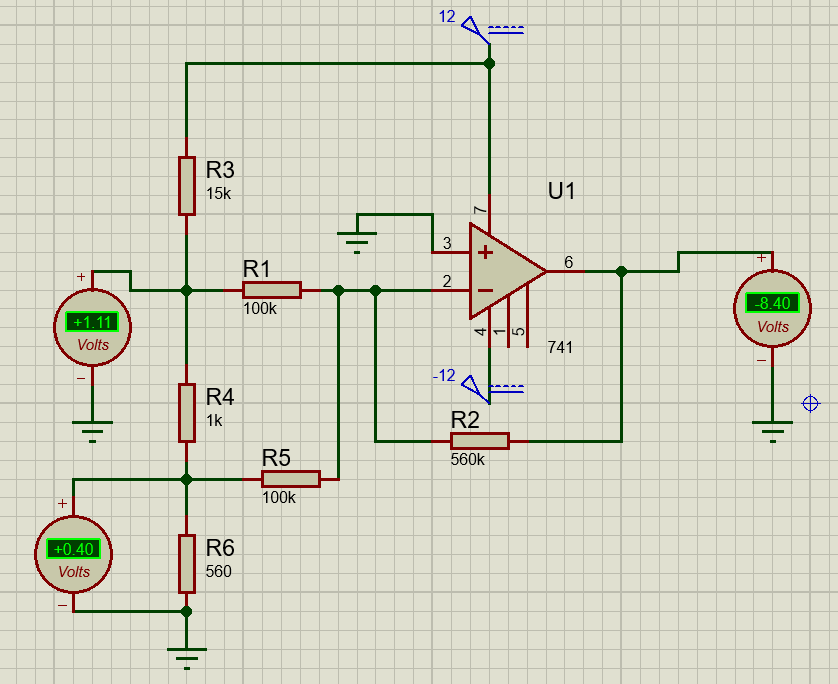 12
R3
15k
U1
7
3
6
+
2
R1
100k
+
+1.11
Volts
+
-8.40
Volts
4
1
5
741
-12
R4
1k
R2
560k
R5
100k
+
+0.40
Volts
R6
560